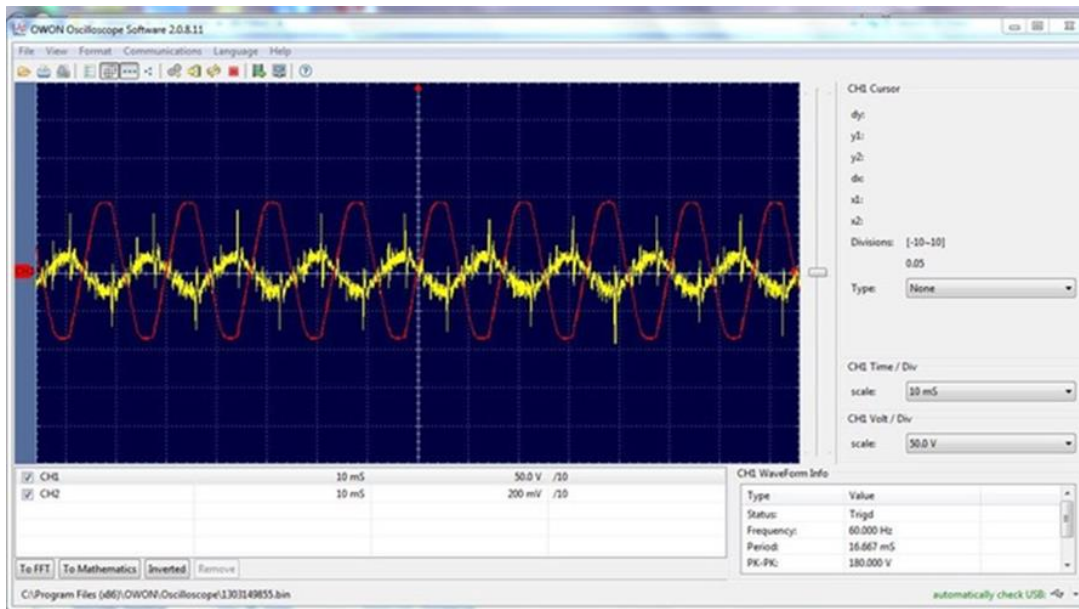 OWON Oscilloscope Software 2.0.8.11
File View Format Communications Language Help
CH1 Cursor
dy:
y1:
y2:
dx:
x1:
x2:
Divisions: [-10~10]
0.05
Type: None
CH1 Time / Div
scale: 10 mS
CH1 Volt / Div
scale: 50.0 V
CH1 10 mS 50.0 V /10
CH2 10 mS 200 mV /10
CH1 WaveForm Info
Type Value
Status: Trigd
Frequency: 60.000 Hz
Period: 16.667 mS
PK-PK: 180.000 V
To FFT To Mathematics Inverted Remove
C:\Program Files (x86)\OWON\Oscilloscope\1303149855.bin
automatically check USB: